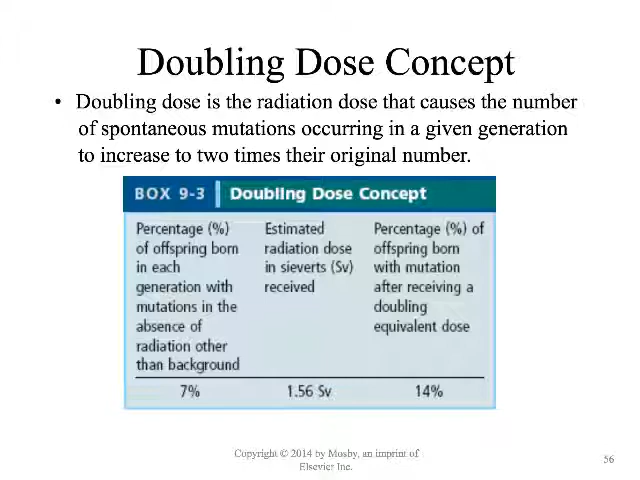 Doubling Dose Concept
• Doubling dose is the radiation dose that causes the number
of spontaneous mutations occurring in a given generation
to increase to two times their original number.
BOX 9-3 Doubling Dose Concept
Percentage (%)
of offspring born
in each
generation with
mutations in the
absence of
radiation other
than background
Estimated
radiation dose
in sieverts (Sv)
received
Percentage (%) of
offspring born
with mutation
after receiving a
doubling
equivalent dose
7% 1.56 Sv 14%
Copyright © 2014 by Mosby, an imprint of
Elsevier Inc.
56